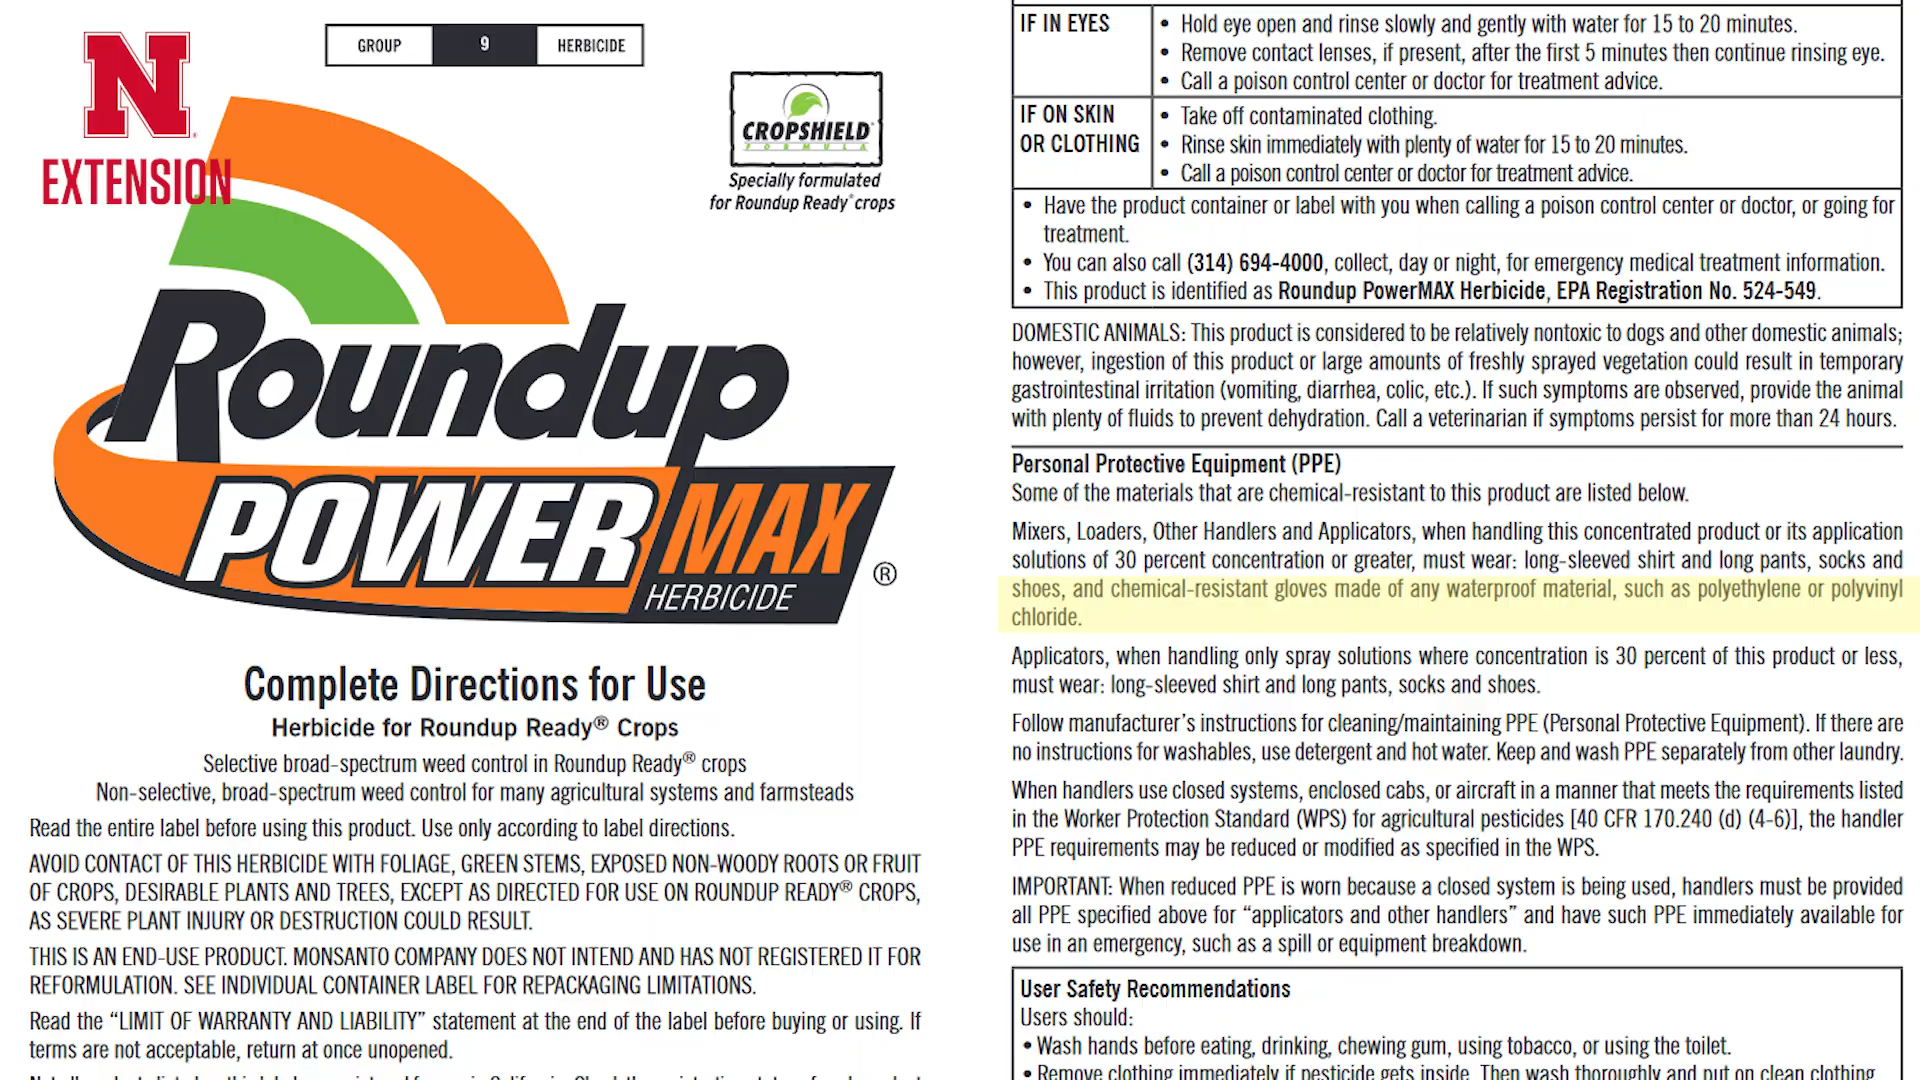 N
EXTENSION
GROUP 9 HERBICIDE
CROPSHIELD
FORMULA
Specially formulated
for Roundup Ready® crops
Roundup
POWERMAX®
HERBICIDE
Complete Directions for Use
Herbicide for Roundup Ready® Crops
Selective broad-spectrum weed control in Roundup Ready® crops
Non-selective, broad-spectrum weed control for many agricultural systems and farmsteads
Read the entire label before using this product. Use only according to label directions.
AVOID CONTACT OF THIS HERBICIDE WITH FOLIAGE, GREEN STEMS, EXPOSED NON-WOODY ROOTS OR FRUIT
OF CROPS, DESIRABLE PLANTS AND TREES, EXCEPT AS DIRECTED FOR USE ON ROUNDUP READY® CROPS,
AS SEVERE PLANT INJURY OR DESTRUCTION COULD RESULT.
THIS IS AN END-USE PRODUCT. MONSANTO COMPANY DOES NOT INTEND AND HAS NOT REGISTERED IT FOR
REFORMULATION. SEE INDIVIDUAL CONTAINER LABEL FOR REPACKAGING LIMITATIONS.
Read the “LIMIT OF WARRANTY AND LIABILITY” statement at the end of the label before buying or using. If
terms are not acceptable, return at once unopened.
IF IN EYES
• Hold eye open and rinse slowly and gently with water for 15 to 20 minutes.
• Remove contact lenses, if present, after the first 5 minutes then continue rinsing eye.
• Call a poison control center or doctor for treatment advice.
IF ON SKIN
OR CLOTHING
• Take off contaminated clothing.
• Rinse skin immediately with plenty of water for 15 to 20 minutes.
• Call a poison control center or doctor for treatment advice.
• Have the product container or label with you when calling a poison control center or doctor, or going for
treatment.
• You can also call (314) 694-4000, collect, day or night, for emergency medical treatment information.
• This product is identified as Roundup PowerMAX Herbicide, EPA Registration No. 524-549.
DOMESTIC ANIMALS: This product is considered to be relatively nontoxic to dogs and other domestic animals;
however, ingestion of this product or large amounts of freshly sprayed vegetation could result in temporary
gastrointestinal irritation (vomiting, diarrhea, colic, etc.). If such symptoms are observed, provide the animal
with plenty of fluids to prevent dehydration. Call a veterinarian if symptoms persist for more than 24 hours.
Personal Protective Equipment (PPE)
Some of the materials that are chemical-resistant to this product are listed below.
Mixers, Loaders, Other Handlers and Applicators, when handling this concentrated product or its application
solutions of 30 percent concentration or greater, must wear: long-sleeved shirt and long pants, socks and
shoes, and chemical-resistant gloves made of any waterproof material, such as polyethylene or polyvinyl
chloride.
Applicators, when handling only spray solutions where concentration is 30 percent of this product or less,
must wear: long-sleeved shirt and long pants, socks and shoes.
Follow manufacturer’s instructions for cleaning/maintaining PPE (Personal Protective Equipment). If there are
no instructions for washables, use detergent and hot water. Keep and wash PPE separately from other laundry.
When handlers use closed systems, enclosed cabs, or aircraft in a manner that meets the requirements listed
in the Worker Protection Standard (WPS) for agricultural pesticides [40 CFR 170.240 (d) (4-6)], the handler
PPE requirements may be reduced or modified as specified in the WPS.
IMPORTANT: When reduced PPE is worn because a closed system is being used, handlers must be provided
all PPE specified above for “applicators and other handlers” and have such PPE immediately available for
use in an emergency, such as a spill or equipment breakdown.
User Safety Recommendations
Users should:
• Wash hands before eating, drinking, chewing gum, using tobacco, or using the toilet.
• Remove clothing immediately if pesticide gets inside. Then wash thoroughly and put on clean clothing.